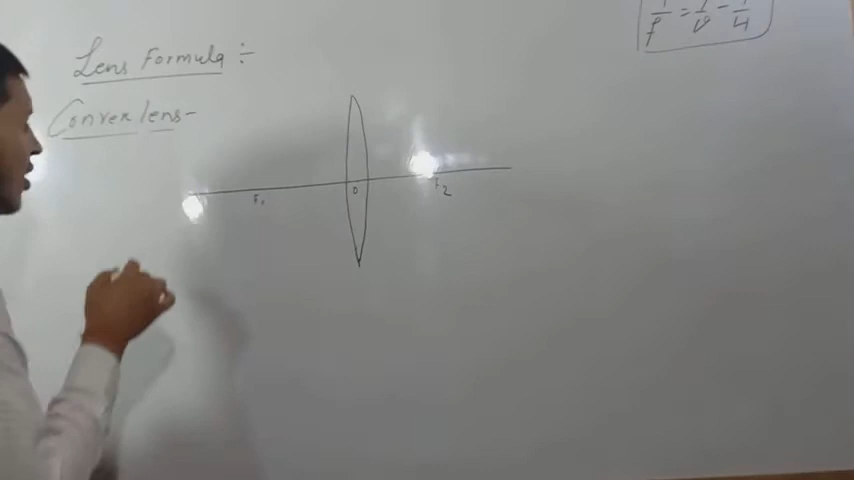 Lens Formula ÷
Convex lens-
1/f = 1/v - 1/u
F₁ O F₂